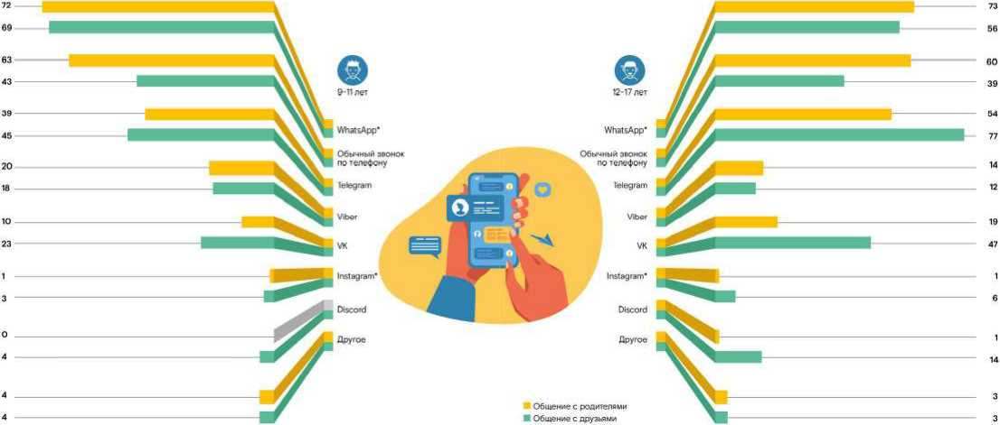 72
69
63
43
39
45
20
18
10
23
1
3
0
4
4
4
9-11 лет
WhatsApp*
Обычный звонок
по телефону
Telegram
Viber
VK
Instagram*
Discord
Другое
12-17 лет
WhatsApp*
Обычный звонок
по телефону
Telegram
Viber
VK
Instagram*
Discord
Другое
73
56
60
39
54
77
14
12
19
47
1
6
1
14
3
3
Общение с родителями
Общение с друзьями